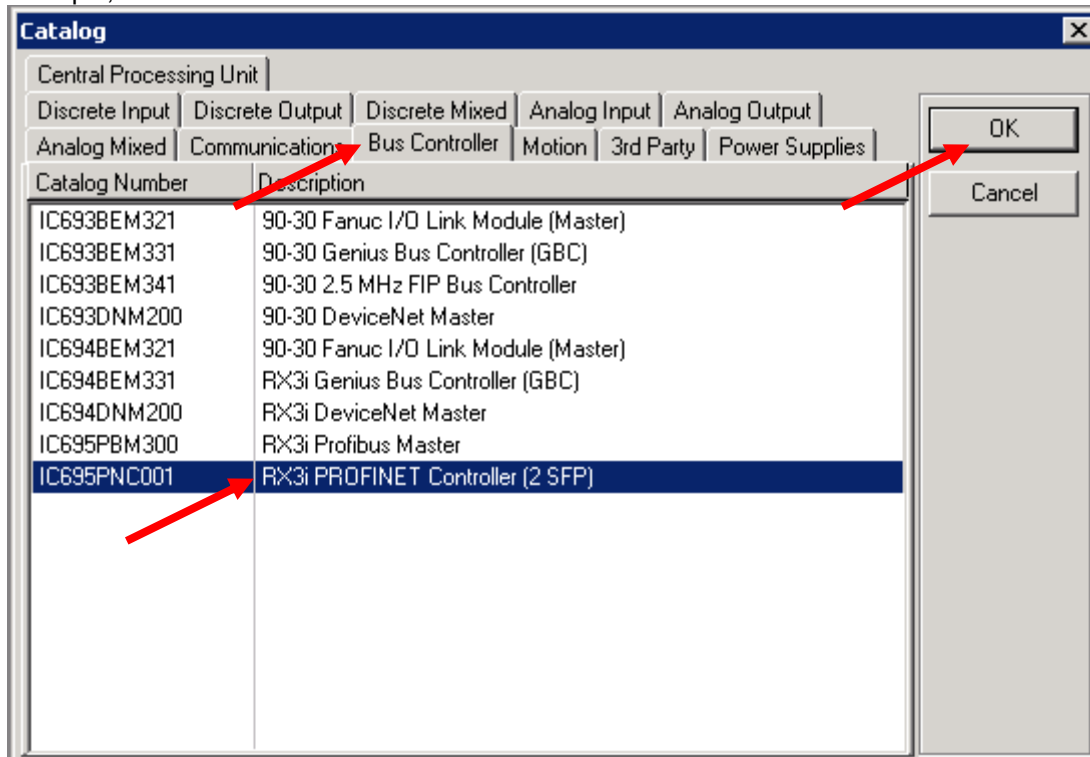 Catalog
Central Processing Unit
Discrete Input Discrete Output Discrete Mixed Analog Input Analog Output
Analog Mixed Communications Bus Controller Motion 3rd Party Power Supplies
OK
Cancel
Catalog Number Description
IC693BEM321 90-30 Fanuc I/O Link Module (Master)
IC693BEM331 90-30 Genius Bus Controller (GBC)
IC693BEM341 90-30 2.5 MHz FIP Bus Controller
IC693DNM200 90-30 DeviceNet Master
IC694BEM321 90-30 Fanuc I/O Link Module (Master)
IC694BEM331 RX3i Genius Bus Controller (GBC)
IC694DNM200 RX3i DeviceNet Master
IC695PBM300 RX3i Profibus Master
IC695PNC001 RX3i PROFINET Controller (2 SFP)